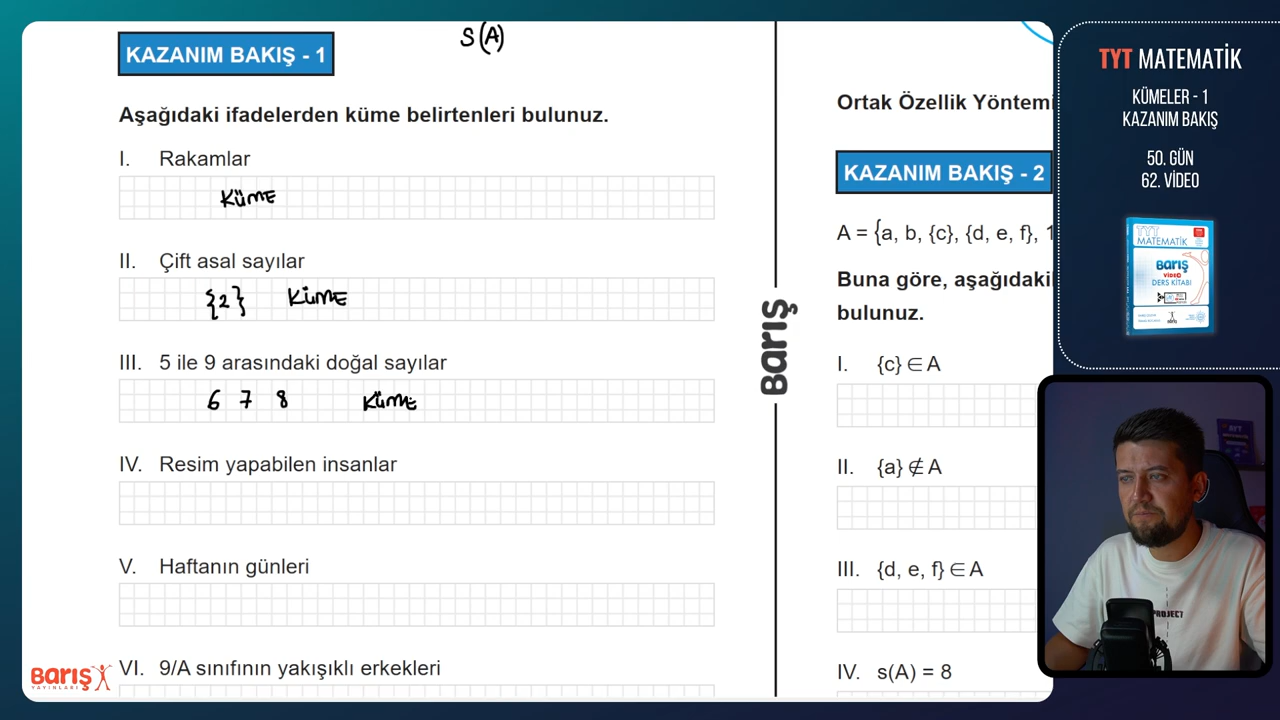 S(A)
KAZANIM BAKIŞ - 1
Aşağıdaki ifadelerden küme belirtenleri bulunuz.
I. Rakamlar
KÜME
II. Çift asal sayılar
{2} KÜME
III. 5 ile 9 arasındaki doğal sayılar
6 7 8 KÜME
IV. Resim yapabilen insanlar
V. Haftanın günleri
VI. 9/A sınıfının yakışıklı erkekleri
BARIŞ
YAYINLARI
BARIŞ
Ortak Özellik Yöntem
KAZANIM BAKIŞ - 2
A = {a, b, {c}, {d, e, f}, 1
Buna göre, aşağıdaki
bulunuz.
I. {c} ∈ A
II. {a} ∉ A
III. {d, e, f} ∈ A
IV. s(A) = 8
TYT MATEMATİK
KÜMELER - 1
KAZANIM BAKIŞ
50. GÜN
62. VİDEO
TYT
MATEMATİK
BARIŞ
VİDEO
DERS KİTABI
PROJECT